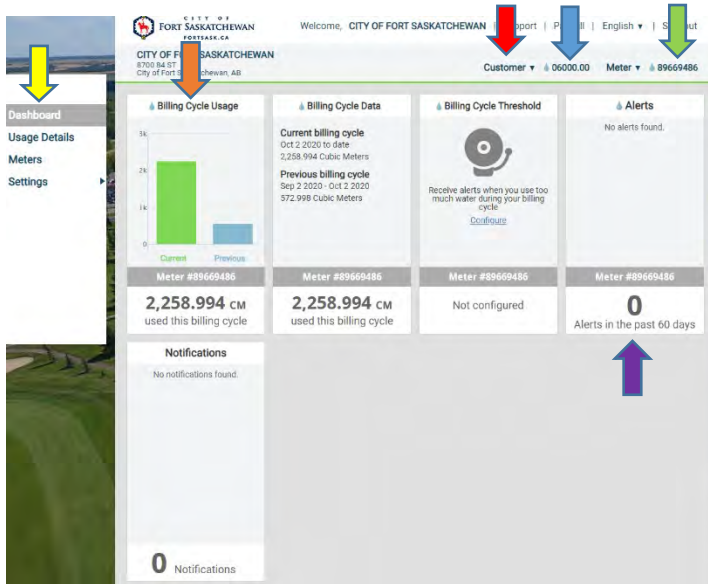 CITY OF
FORT SASKATCHEWAN
FORTSASK.CA
Welcome, CITY OF FORT SASKATCHEWAN | | English ▾ |
CITY OF SASKATCHEWAN
8700 84 ST
City of Fort AB
Customer ▾ 06000.00 Meter ▾ 89669486
Dashboard
Usage Details
Meters
Settings
Billing Cycle Usage
3k
2k
1k
0
Current Previous
Meter #89669486
2,258.994 CM
used this billing cycle
Billing Cycle Data
Current billing cycle
Oct 2 2020 to date
2,258.994 Cubic Meters
Previous billing cycle
Sep 2 2020 - Oct 2 2020
572.998 Cubic Meters
Meter #89669486
2,258.994 CM
used this billing cycle
Billing Cycle Threshold
Receive alerts when you use too
much water during your billing
cycle
Configure
Meter #89669486
Not configured
Alerts
No alerts found.
Meter #89669486
0
Alerts in the past 60 days
Notifications
No notifications found.
0 Notifications